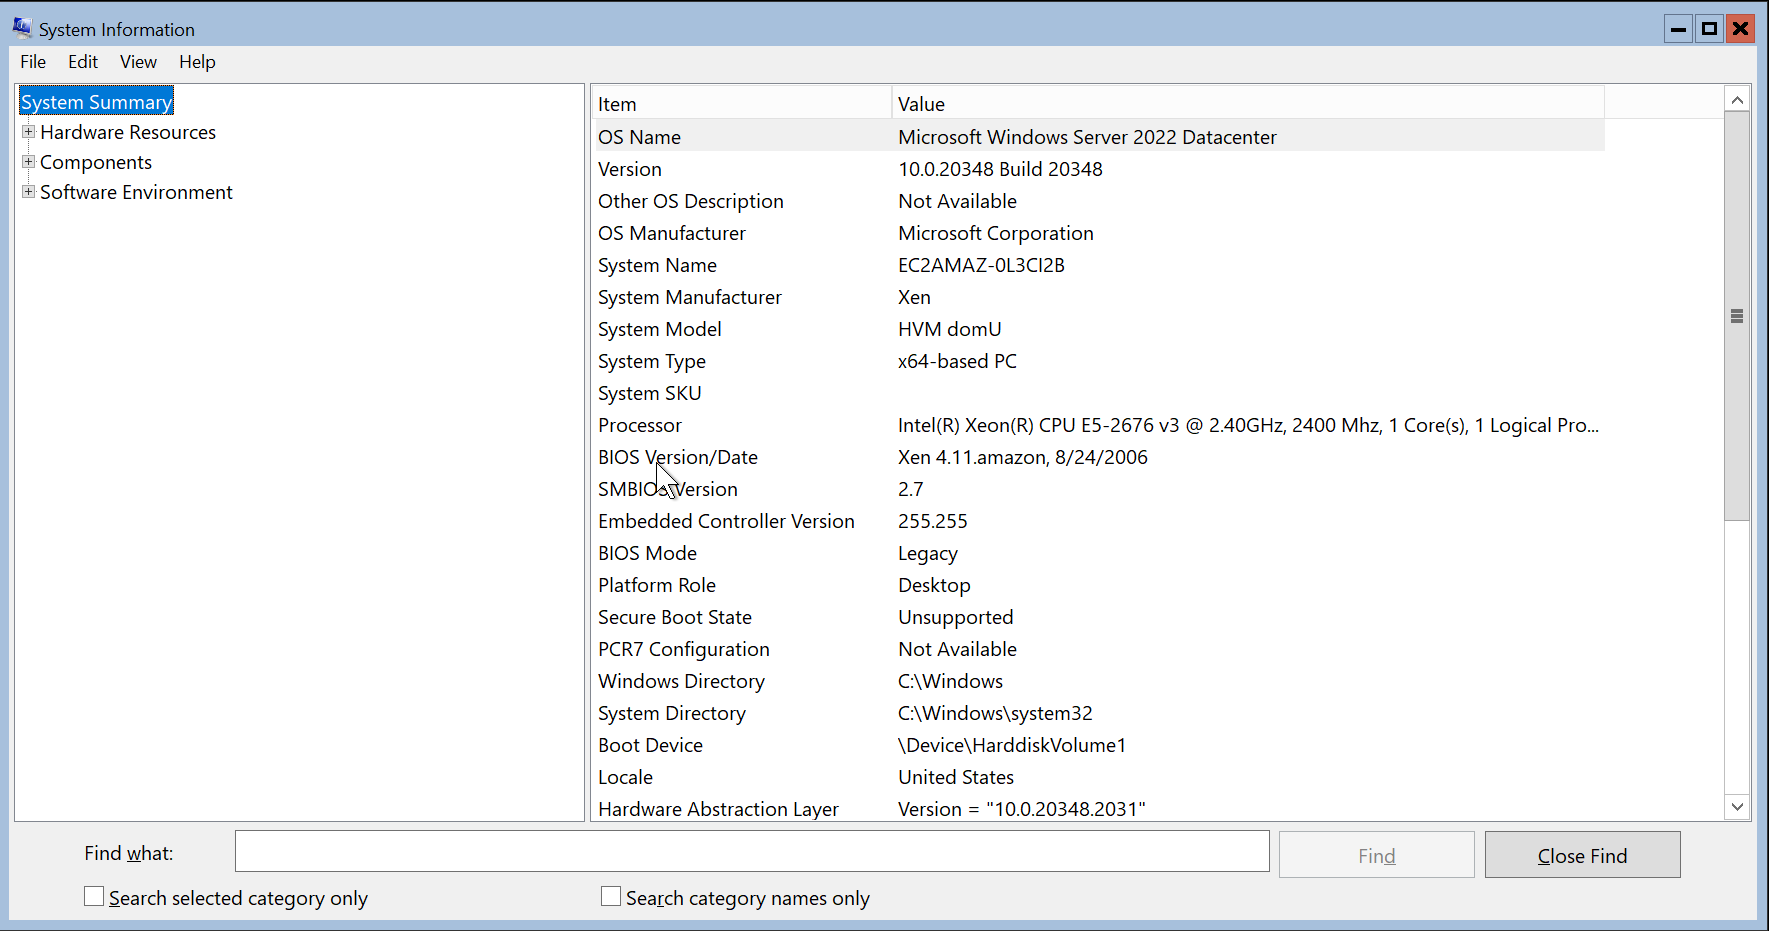 System Information
File Edit View Help
System Summary
Hardware Resources
Components
Software Environment
Item Value
OS Name Microsoft Windows Server 2022 Datacenter
Version 10.0.20348 Build 20348
Other OS Description Not Available
OS Manufacturer Microsoft Corporation
System Name EC2AMAZ-0L3CI2B
System Manufacturer Xen
System Model HVM domU
System Type x64-based PC
System SKU
Processor Intel(R) Xeon(R) CPU E5-2676 v3 @ 2.40GHz, 2400 Mhz, 1 Core(s), 1 Logical Pro...
BIOS Version/Date Xen 4.11.amazon, 8/24/2006
SMBIOS Version 2.7
Embedded Controller Version 255.255
BIOS Mode Legacy
Platform Role Desktop
Secure Boot State Unsupported
PCR7 Configuration Not Available
Windows Directory C:\Windows
System Directory C:\Windows\system32
Boot Device \Device\HarddiskVolume1
Locale United States
Hardware Abstraction Layer Version = "10.0.20348.2031"
Find what: Find Close Find
Search selected category only Search category names only